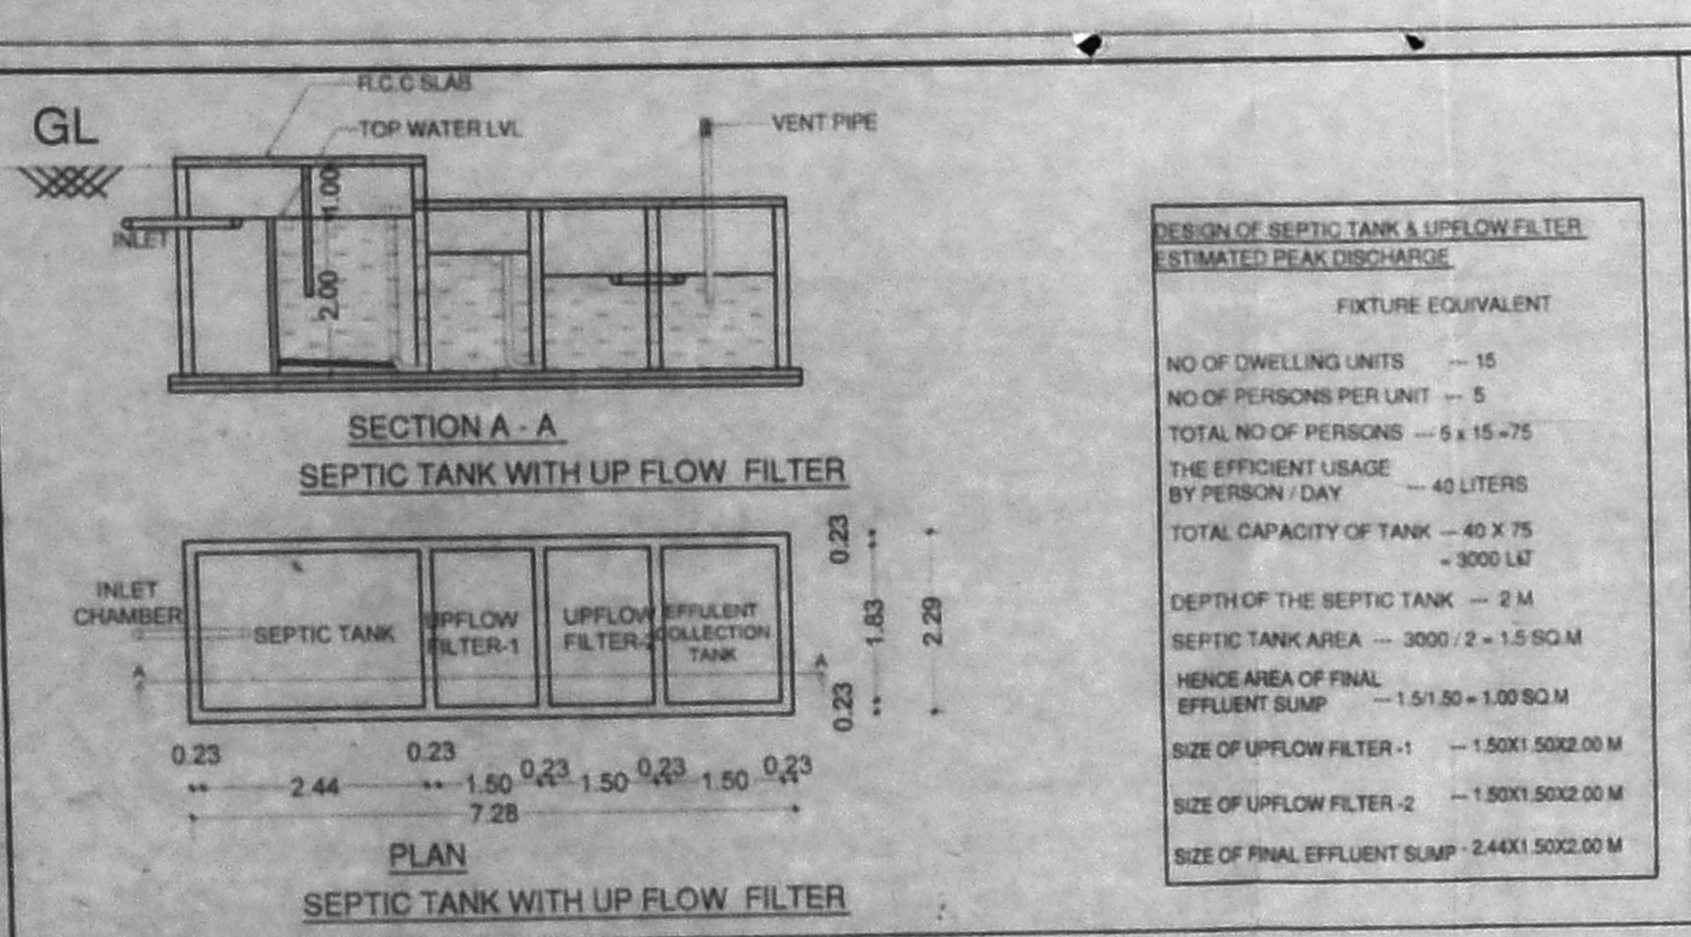 R.C.C SLAB
GL
TOP WATER LVL
VENT PIPE
1.00
INLET
2.00
SECTION A - A
SEPTIC TANK WITH UP FLOW FILTER
INLET
CHAMBER
SEPTIC TANK
UPFLOW
FILTER-1
UPFLOW
FILTER-2
EFFULENT
COLLECTION
TANK
A
A
0.23
1.83
2.29
0.23
0.23
0.23
0.23
0.23
0.23
2.44
1.50
1.50
1.50
7.28
PLAN
SEPTIC TANK WITH UP FLOW FILTER
DESIGN OF SEPTIC TANK & UPFLOW FILTER
ESTIMATED PEAK DISCHARGE
FIXTURE EQUIVALENT
NO OF DWELLING UNITS --- 15
NO OF PERSONS PER UNIT --- 5
TOTAL NO OF PERSONS --- 5 x 15 =75
THE EFFICIENT USAGE
BY PERSON / DAY --- 40 LITERS
TOTAL CAPACITY OF TANK --- 40 X 75
= 3000
DEPTH OF THE SEPTIC TANK --- 2 M
SEPTIC TANK AREA --- 3000 / 2 = 1.5 SQ.M
HENCE AREA OF FINAL
EFFLUENT SUMP --- 1.5/1.50 = 1.00 SQ.M
SIZE OF UPFLOW FILTER -1 --- 1.50X1.50X2.00 M
SIZE OF UPFLOW FILTER -2 --- 1.50X1.50X2.00 M
SIZE OF FINAL EFFLUENT SUMP - 2.44X1.50X2.00 M